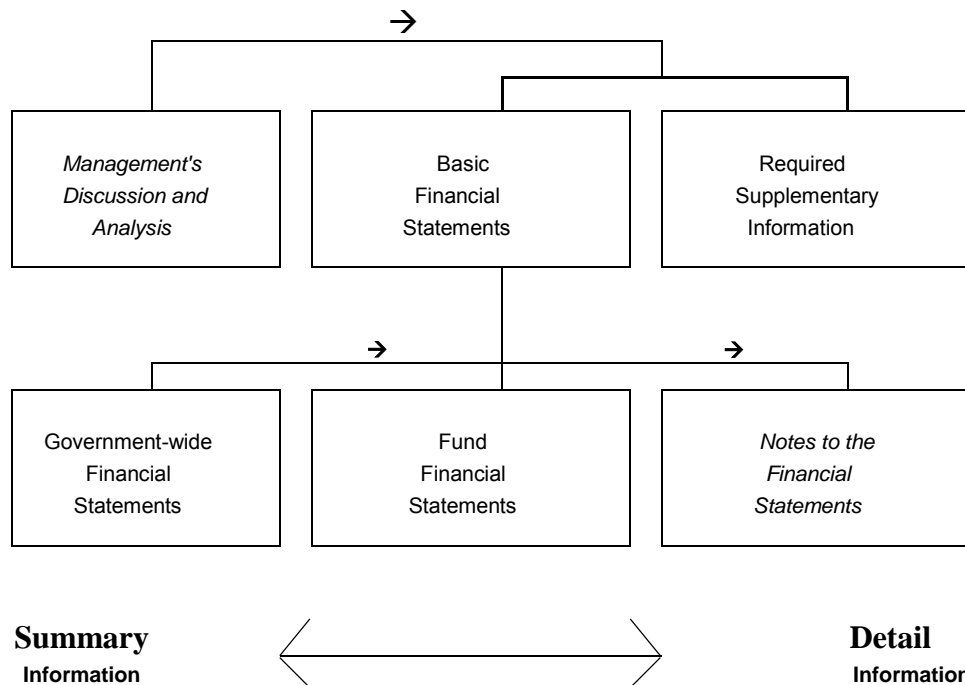 Management's
Discussion and
Analysis
Basic
Financial
Statements
Required
Supplementary
Information
Government-wide
Financial
Statements
Fund
Financial
Statements
Notes to the
Financial
Statements
Summary
Information
Detail
Information